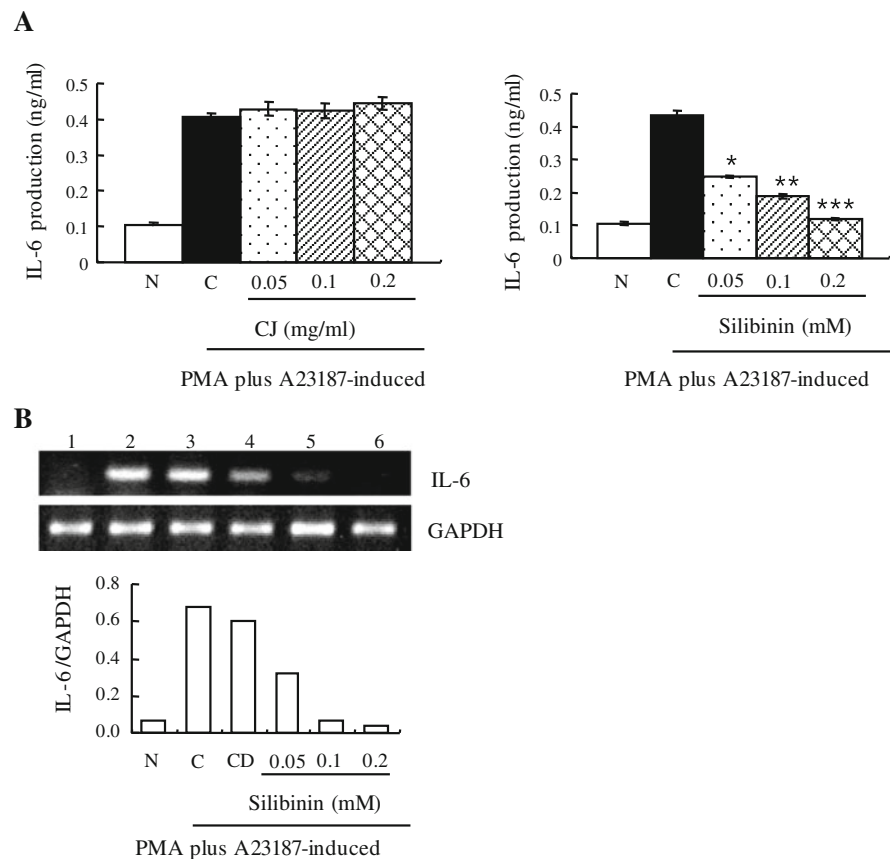 A
IL-6 production (ng/ml)
0.5
0.4
0.3
0.2
0.1
0
N C 0.05 0.1 0.2
CJ (mg/ml)
PMA plus A23187-induced
IL-6 production (ng/ml)
0.5
0.4
0.3
0.2
0.1
0
* ** ***
N C 0.05 0.1 0.2
Silibinin (mM)
PMA plus A23187-induced
B
1 2 3 4 5 6
IL-6
GAPDH
IL-6/GAPDH
0.8
0.6
0.4
0.2
0.0
N C CD 0.05 0.1 0.2
Silibinin (mM)
PMA plus A23187-induced